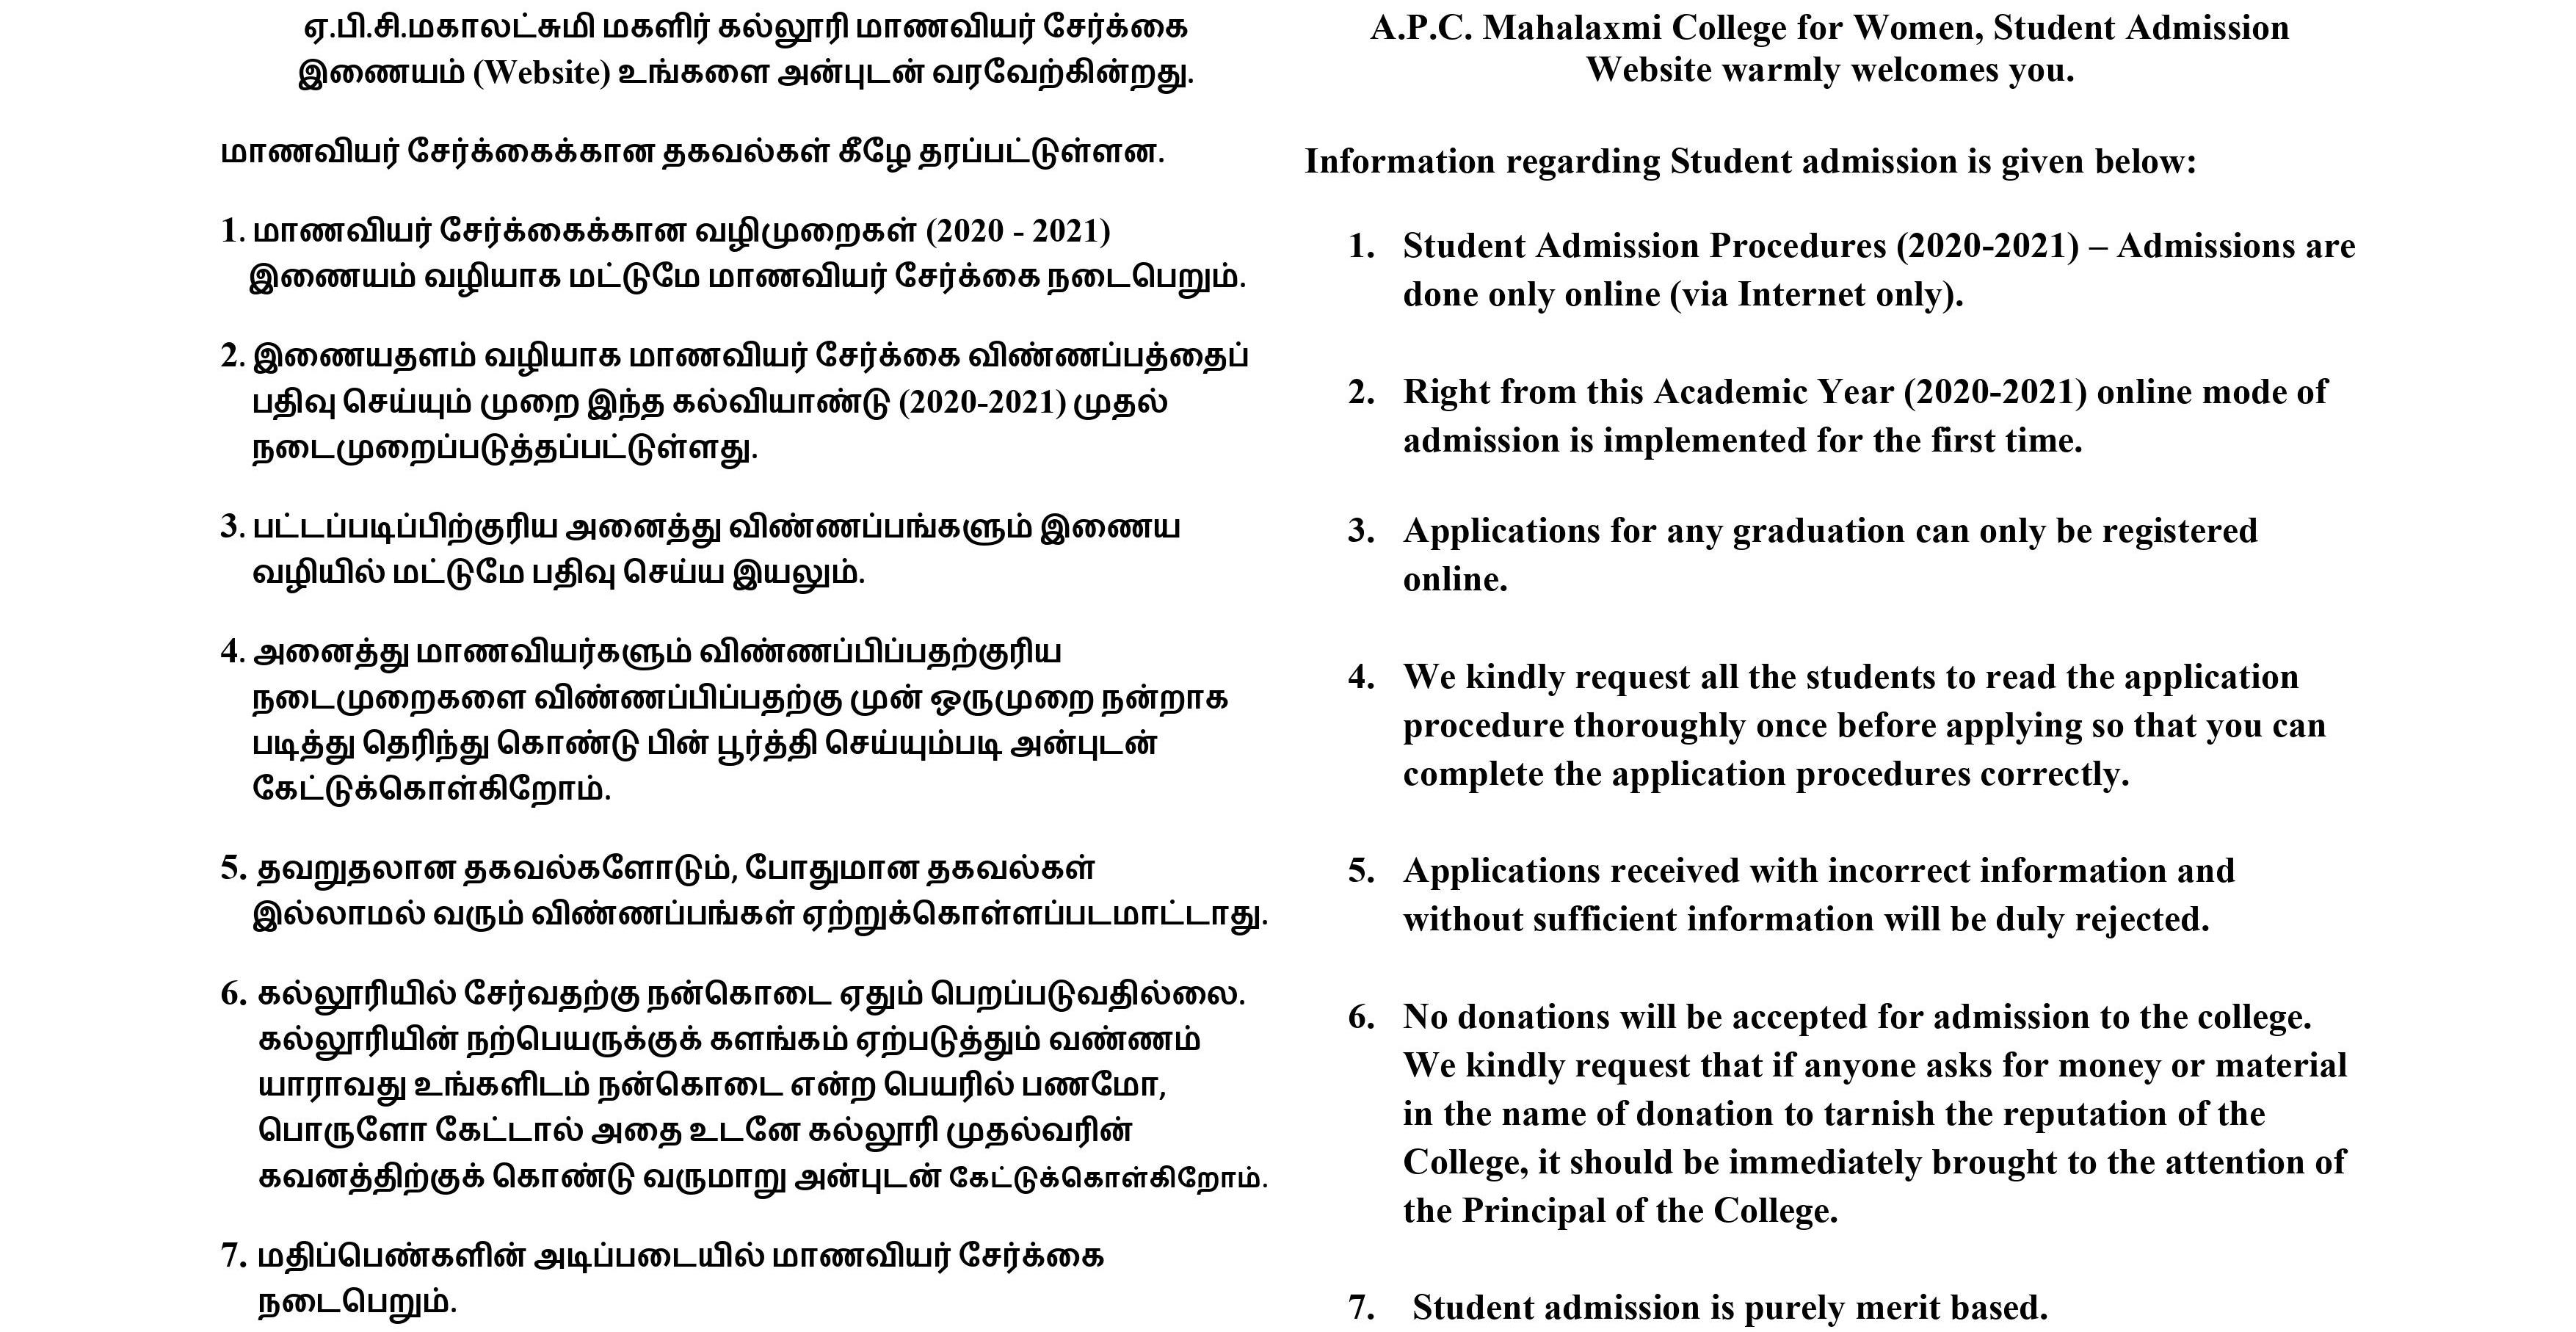 ஏ.பி.சி.மகாலட்சுமி மகளிர் கல்லூரி மாணவியர் சேர்க்கை
இணையம் (Website) உங்களை அன்புடன் வரவேற்கின்றது.
மாணவியர் சேர்க்கைக்கான தகவல்கள் கீழே தரப்பட்டுள்ளன.
1. மாணவியர் சேர்க்கைக்கான வழிமுறைகள் (2020 - 2021)
இணையம் வழியாக மட்டுமே மாணவியர் சேர்க்கை நடைபெறும்.
2. இணையதளம் வழியாக மாணவியர் சேர்க்கை விண்ணப்பத்தைப்
பதிவு செய்யும் முறை இந்த கல்வியாண்டு (2020-2021) முதல்
நடைமுறைப்படுத்தப்பட்டுள்ளது.
3. பட்டப்படிப்பிற்குரிய அனைத்து விண்ணப்பங்களும் இணைய
வழியில் மட்டுமே பதிவு செய்ய இயலும்.
4. அனைத்து மாணவியர்களும் விண்ணப்பிப்பதற்குரிய
நடைமுறைகளை விண்ணப்பிப்பதற்கு முன் ஒருமுறை நன்றாக
படித்து தெரிந்து கொண்டு பின் பூர்த்தி செய்யும்படி அன்புடன்
கேட்டுக்கொள்கிறோம்.
5. தவறுதலான தகவல்களோடும், போதுமான தகவல்கள்
இல்லாமல் வரும் விண்ணப்பங்கள் ஏற்றுக்கொள்ளப்படமாட்டாது.
6. கல்லூரியில் சேர்வதற்கு நன்கொடை ஏதும் பெறப்படுவதில்லை.
கல்லூரியின் நற்பெயருக்குக் களங்கம் ஏற்படுத்தும் வண்ணம்
யாராவது உங்களிடம் நன்கொடை என்ற பெயரில் பணமோ,
பொருளோ கேட்டால் அதை உடனே கல்லூரி முதல்வரின்
கவனத்திற்குக் கொண்டு வருமாறு அன்புடன் கேட்டுக்கொள்கிறோம்.
7. மதிப்பெண்களின் அடிப்படையில் மாணவியர் சேர்க்கை
நடைபெறும்.
A.P.C. Mahalaxmi College for Women, Student Admission
Website warmly welcomes you.
Information regarding Student admission is given below:
1. Student Admission Procedures (2020-2021) – Admissions are
done only online (via Internet only).
2. Right from this Academic Year (2020-2021) online mode of
admission is implemented for the first time.
3. Applications for any graduation can only be registered
online.
4. We kindly request all the students to read the application
procedure thoroughly once before applying so that you can
complete the application procedures correctly.
5. Applications received with incorrect information and
without sufficient information will be duly rejected.
6. No donations will be accepted for admission to the college.
We kindly request that if anyone asks for money or material
in the name of donation to tarnish the reputation of the
College, it should be immediately brought to the attention of
the Principal of the College.
7. Student admission is purely merit based.